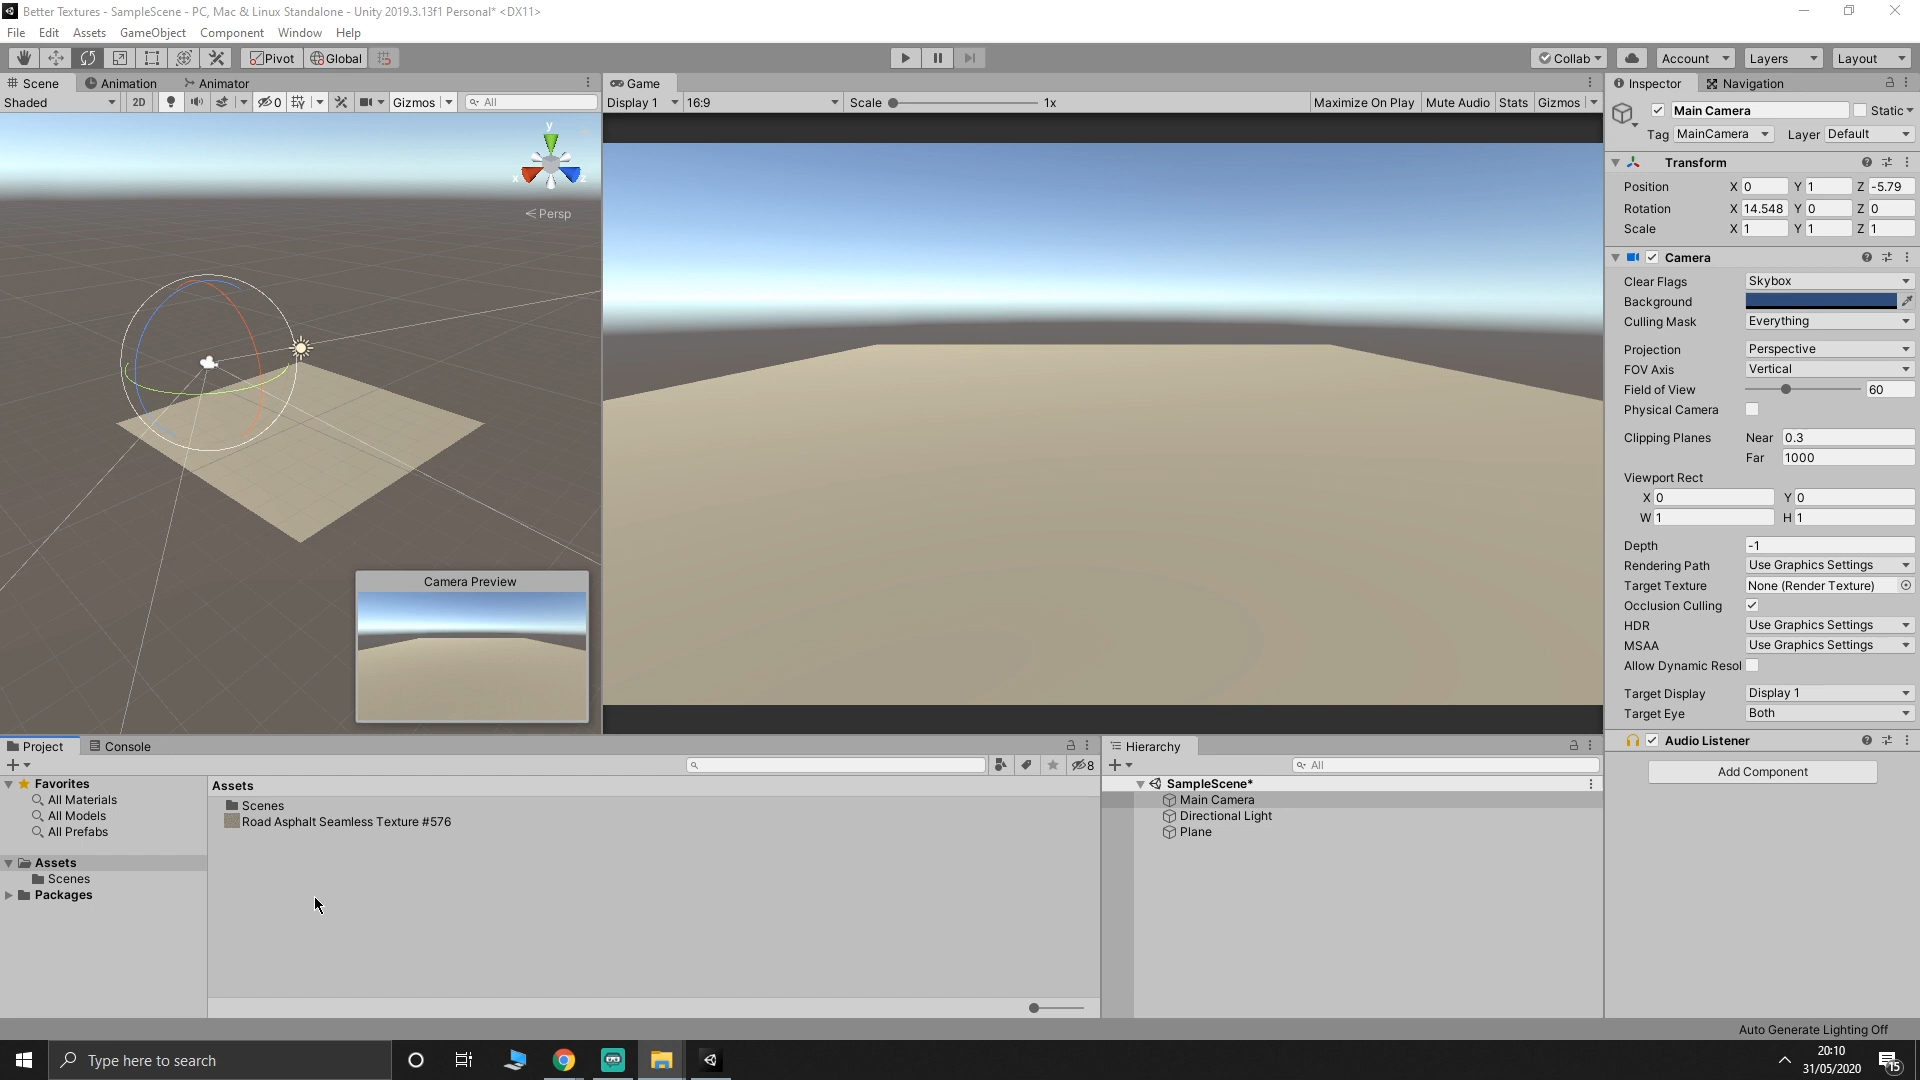 Better Textures - SampleScene - PC, Mac & Linux Standalone - Unity 2019.3.13f1 Personal* <DX11>
File Edit Assets GameObject Component Window Help
Pivot Global Collab Account Layers Layout
Scene Animation Animator
Shaded 2D 0 Gizmos All
y
x z
Persp
Camera Preview
Game
Display 1 16:9 Scale 1x Maximize On Play Mute Audio Stats Gizmos
Inspector Navigation
Main Camera Static
Tag MainCamera Layer Default
Transform
Position X 0 Y 1 Z -5.79
Rotation X 14.548 Y 0 Z 0
Scale X 1 Y 1 Z 1
Camera
Clear Flags Skybox
Background
Culling Mask Everything
Projection Perspective
FOV Axis Vertical
Field of View 60
Physical Camera
Clipping Planes Near 0.3
Far 1000
Viewport Rect
X 0 Y 0
W 1 H 1
Depth -1
Rendering Path Use Graphics Settings
Target Texture None (Render Texture)
Occlusion Culling
HDR Use Graphics Settings
MSAA Use Graphics Settings
Allow Dynamic Resol
Target Display Display 1
Target Eye Both
Audio Listener
Add Component
Project Console
8
Favorites
All Materials
All Models
All Prefabs
Assets
Scenes
Packages
Assets
Scenes
Road Asphalt Seamless Texture #576
Hierarchy
All
SampleScene*
Main Camera
Directional Light
Plane
Auto Generate Lighting Off
Type here to search
20:10
31/05/2020
15